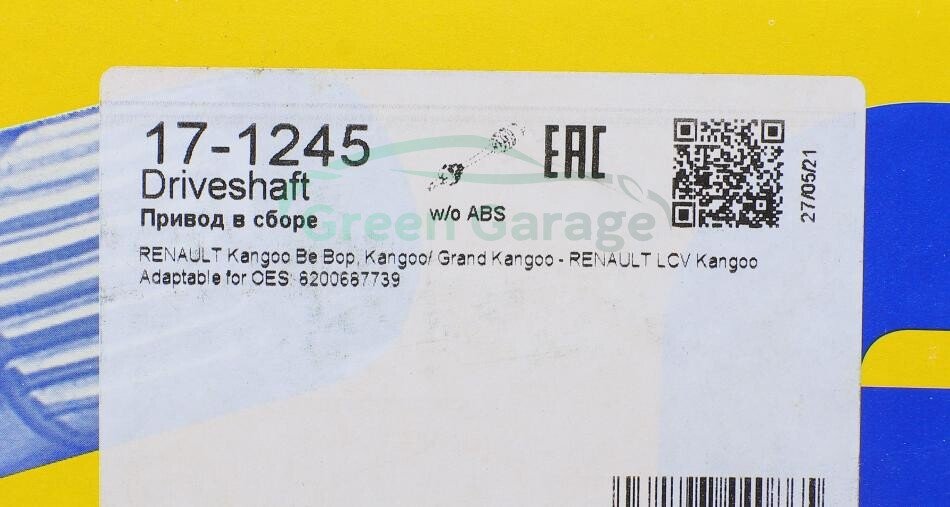 17-1245
Driveshaft
Привод в сборе
w/o ABS
EAC
27/05/21
Green Garage
RENAULT Kangoo Be Bop, Kangoo/ Grand Kangoo - RENAULT LCV Kangoo
Adaptable for OES: 8200687739